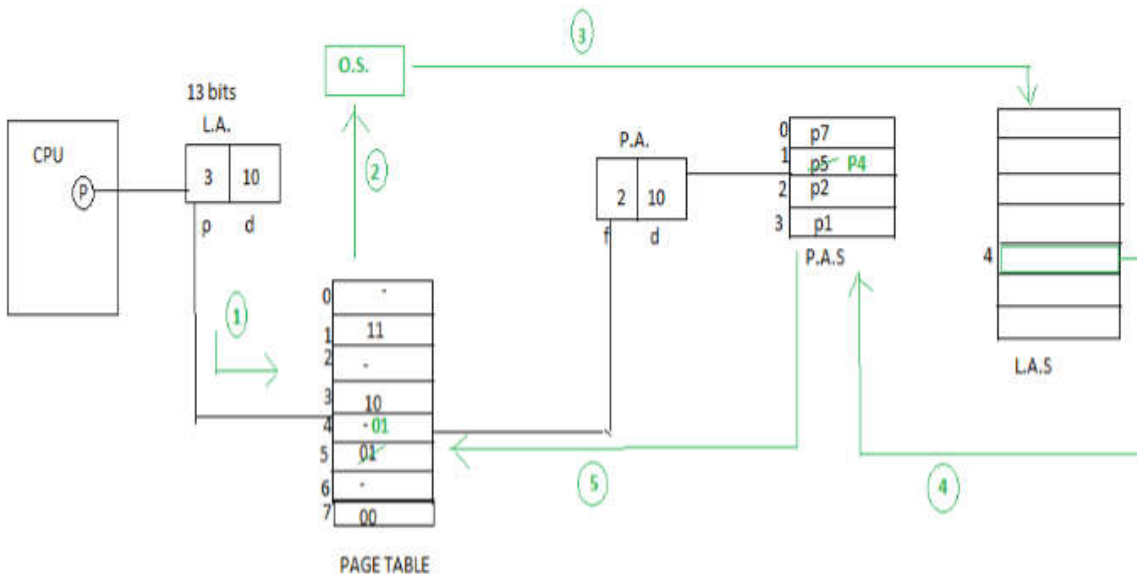 3
O.S.
13 bits
L.A.
CPU
P
3 10
p d
2
P.A.
2 10
f d
0 p7
1 p5 P4
2 p2
3 p1
P.A.S
4
L.A.S
1
0 -
1 11
2 -
3 10
4 - 01
5 01
6 -
7 00
PAGE TABLE
5
4